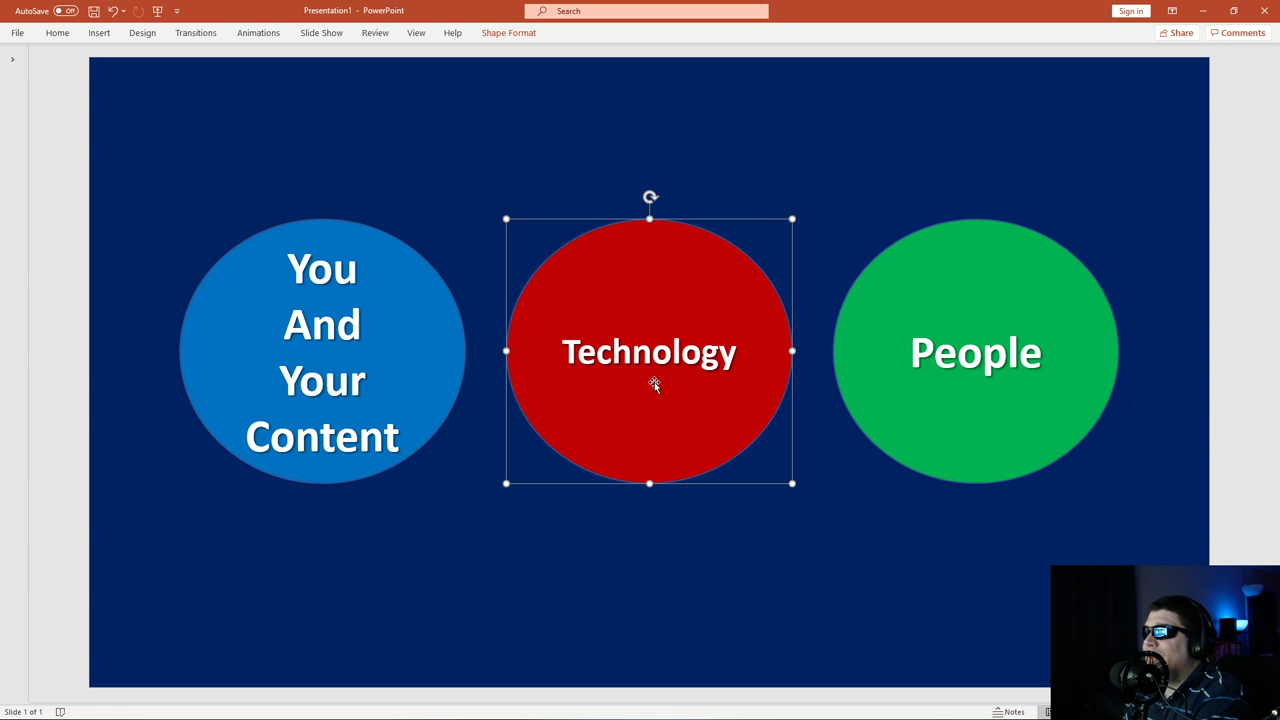 AutoSave Off
Presentation1 - PowerPoint
Search
Sign in
File Home Insert Design Transitions Animations Slide Show Review View Help Shape Format
Share Comments
You
And
Your
Content
Technology
People
Slide 1 of 1
Notes